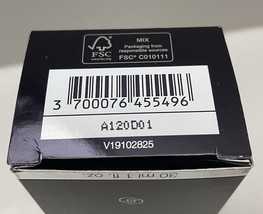 FSC
www.fsc.org
MIX
Packaging from
responsible sources
FSC® C010111
3 700076 455496
A120D01
V19102825
30 ml 1 fl. oz